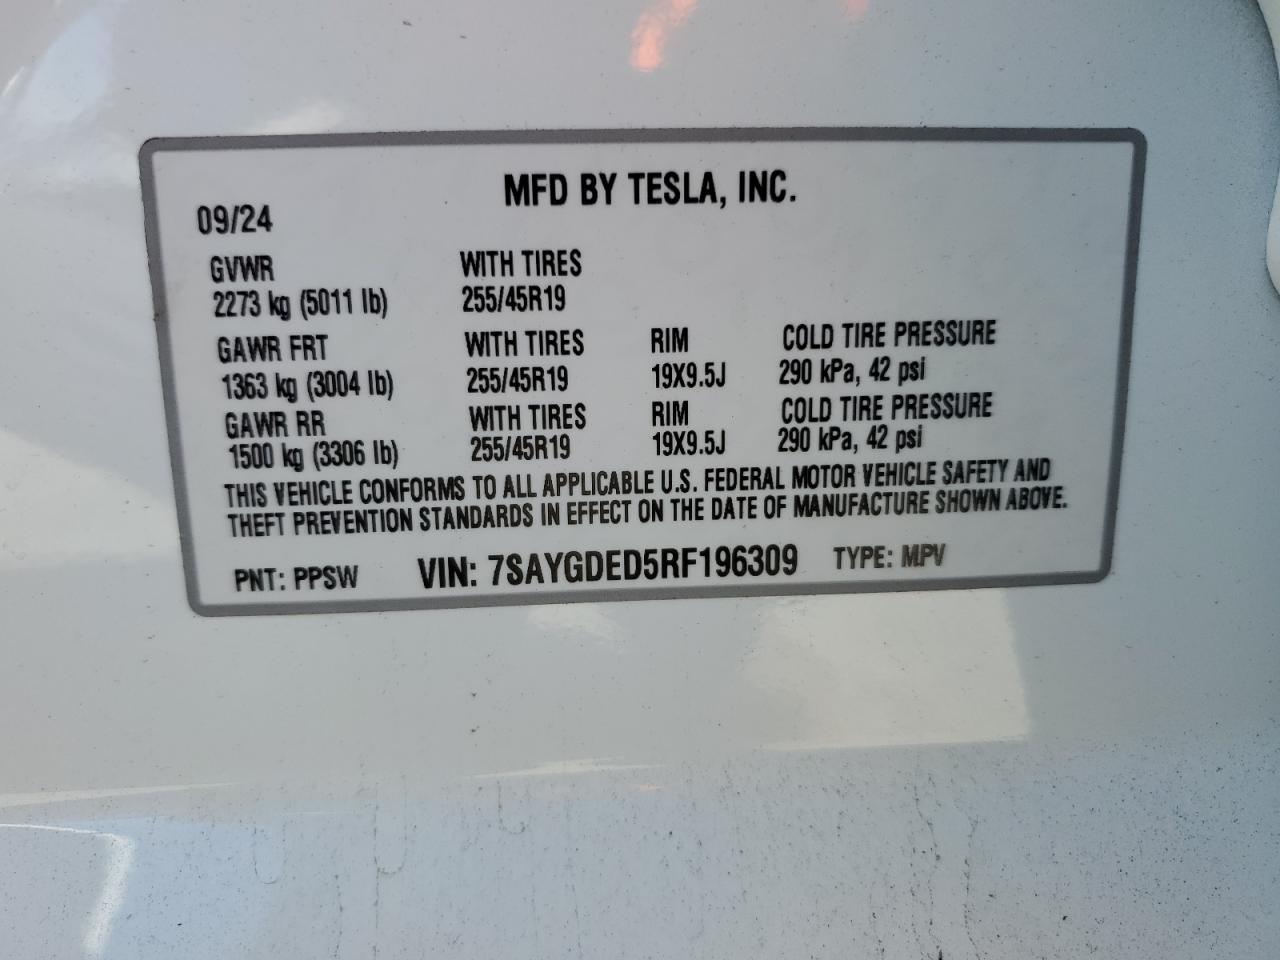 MFD BY TESLA, INC.
09/24
GVWR WITH TIRES
2273 kg (5011 lb) 255/45R19
GAWR FRT WITH TIRES RIM COLD TIRE PRESSURE
1363 kg (3004 lb) 255/45R19 19X9.5J 290 kPa, 42 psi
GAWR RR WITH TIRES RIM COLD TIRE PRESSURE
1500 kg (3306 lb) 255/45R19 19X9.5J 290 kPa, 42 psi
THIS VEHICLE CONFORMS TO ALL APPLICABLE U.S. FEDERAL MOTOR VEHICLE SAFETY AND
THEFT PREVENTION STANDARDS IN EFFECT ON THE DATE OF MANUFACTURE SHOWN ABOVE.
PNT: PPSW VIN: 7SAYGDED5RF196309 TYPE: MPV